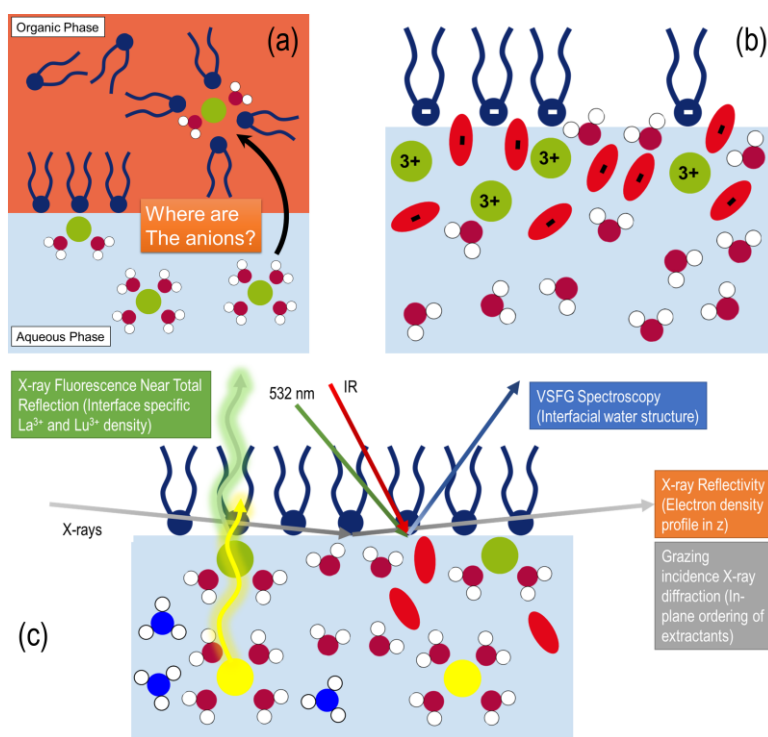 Organic Phase
(a)
Where are
The anions?
Aqueous Phase
(b)
3+
3+
3+
3+
X-ray Fluorescence Near Total
Reflection (Interface specific
La³⁺ and Lu³⁺ density)
532 nm
IR
VSFG Spectroscopy
(Interfacial water structure)
X-rays
X-ray Reflectivity
(Electron density
profile in z)
Grazing
incidence X-ray
diffraction (In-
plane ordering of
extractants)
(c)